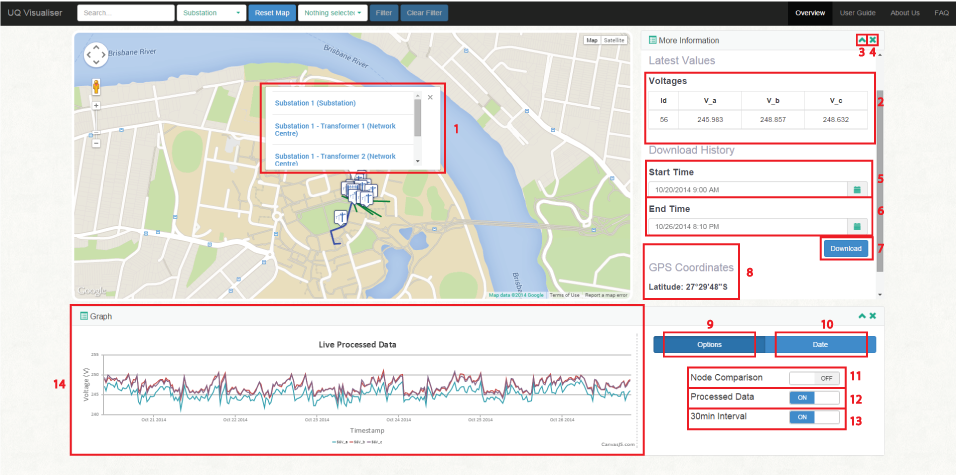 UQ Visualiser Search... Substation Reset Map Nothing selected Filter Clear Filter Overview User Guide About Us FAQ
Brisbane River
Brisbane River
Map Satellite
Substation 1 (Substation)
Substation 1 - Transformer 1 (Network
Centre)
Substation 1 - Transformer 2 (Network
Centre)
1
Google
Map data ©2014 Google Terms of Use Report a map error
More Information
3 4
Latest Values
Voltages
Id V_a V_b V_c
56 245.983 248.857 248.632
2
Download History
Start Time
10/20/2014 9:00 AM
5
End Time
10/26/2014 8:10 PM
6
Download
7
GPS Coordinates
Latitude: 27°29'48"S
8
Graph
Live Processed Data
Voltage (V)
245
240
Oct 21 2014 Oct 22 2014 Oct 23 2014 Oct 24 2014 Oct 25 2014 Oct 26 2014
Timestamp
CanvasJS.com
14
9 10
Options Date
Node Comparison OFF
11
Processed Data ON
12
30min Interval ON
13